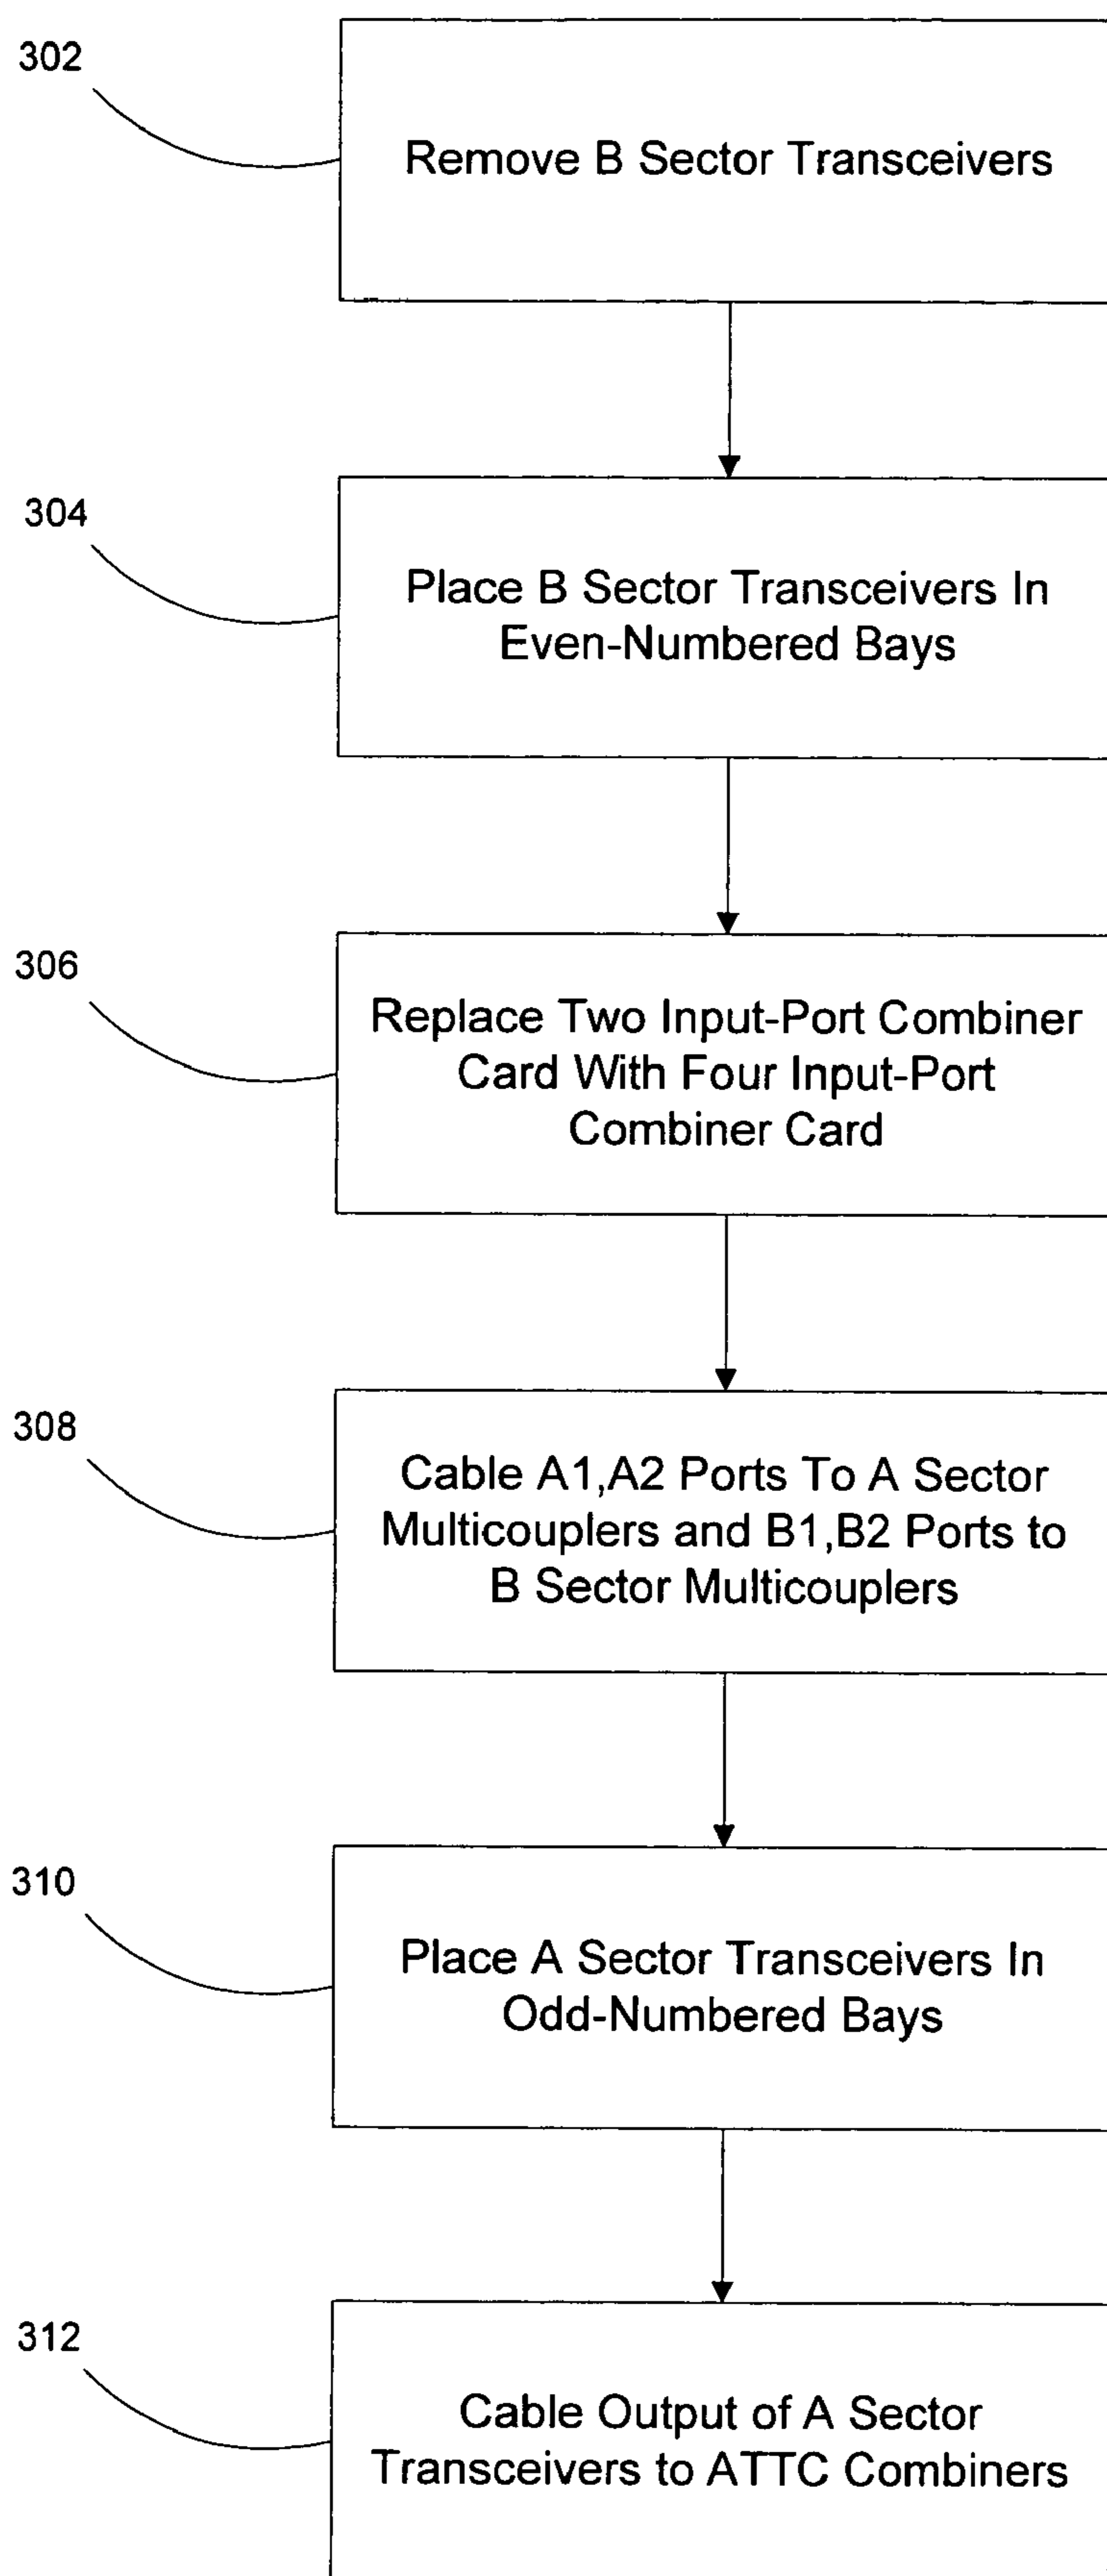 302
Remove B Sector Transceivers
304
Place B Sector Transceivers In
Even-Numbered Bays
306
Replace Two Input-Port Combiner
Card With Four Input-Port
Combiner Card
308
Cable A1,A2 Ports To A Sector
Multicouplers and B1,B2 Ports to
B Sector Multicouplers
310
Place A Sector Transceivers In
Odd-Numbered Bays
312
Cable Output of A Sector
Transceivers to ATTC Combiners